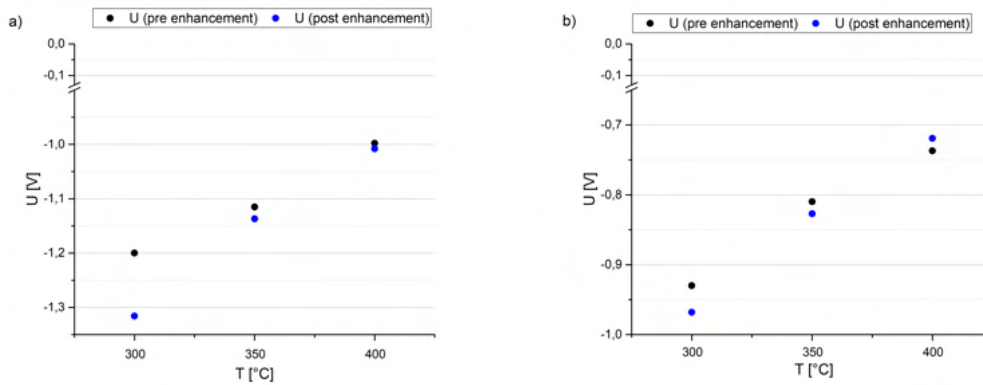 a)
U (pre enhancement) U (post enhancement)
0,0
-0,1
-1,0
-1,1
-1,2
-1,3
U [V]
300 350 400
T [°C]
b)
U (pre enhancement) U (post enhancement)
0,0
-0,1
-0,7
-0,8
-0,9
-1,0
U [V]
300 350 400
T [°C]